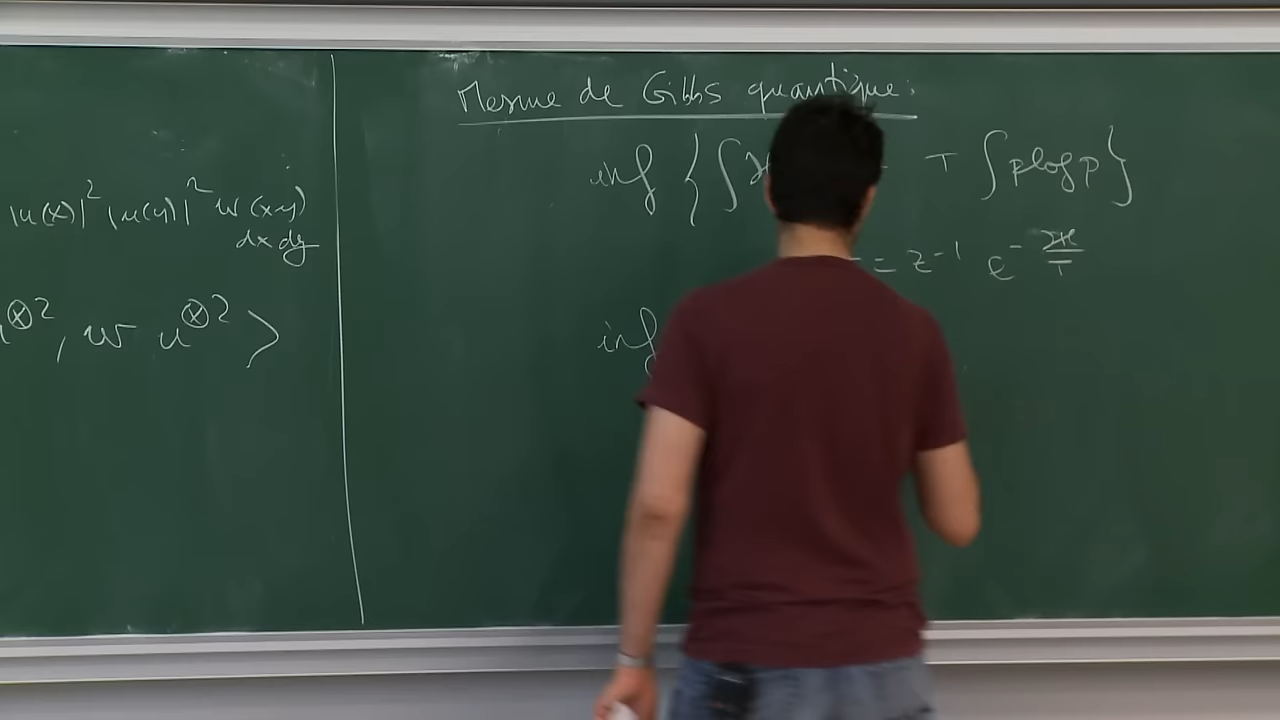 |u(x)|² |u(y)|² w(x-y)
dx dy
u^{⊗2}, w u^{⊗2} ⟩
Mesure de Gibbs quantique :
inf { ∫ T ∫ ρ log ρ }
= z⁻¹ e^{-ℋ/T}
inf